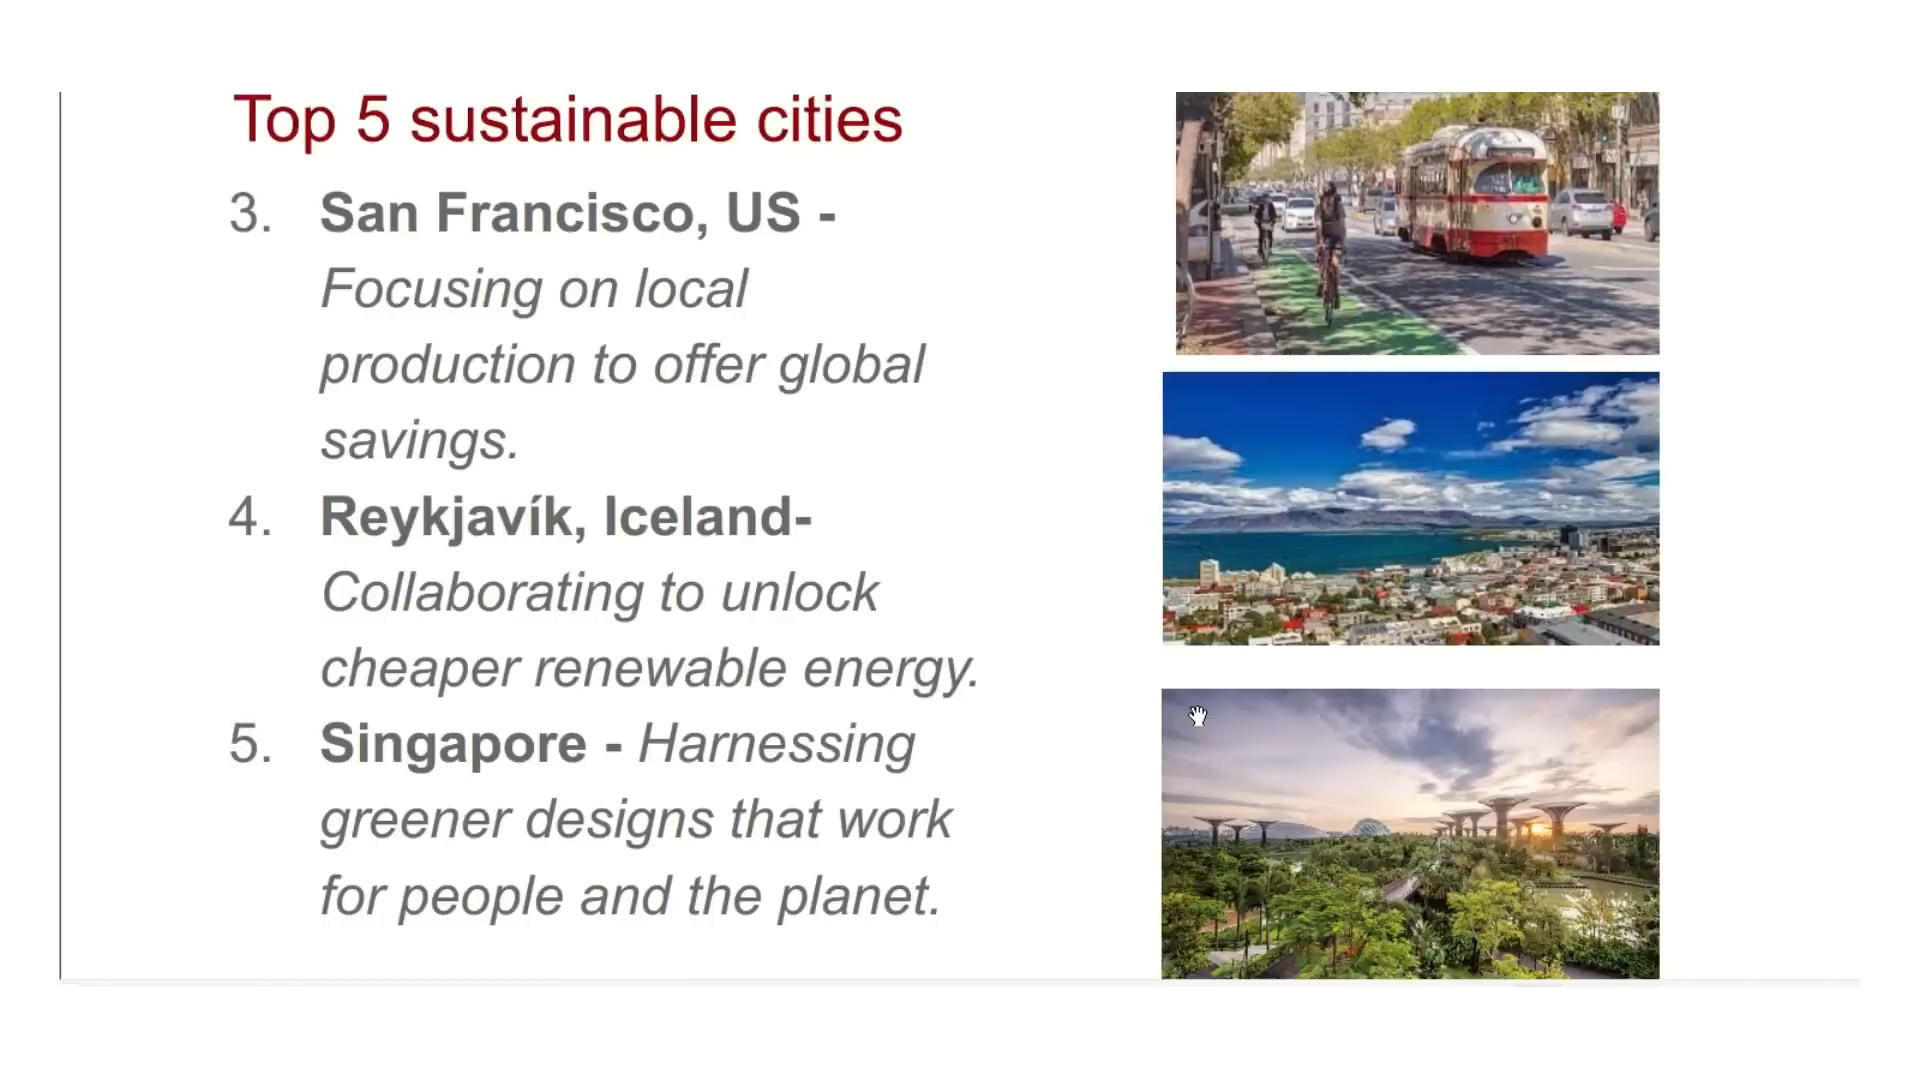 Top 5 sustainable cities
3. San Francisco, US -
Focusing on local
production to offer global
savings.
4. Reykjavík, Iceland-
Collaborating to unlock
cheaper renewable energy.
5. Singapore - Harnessing
greener designs that work
for people and the planet.